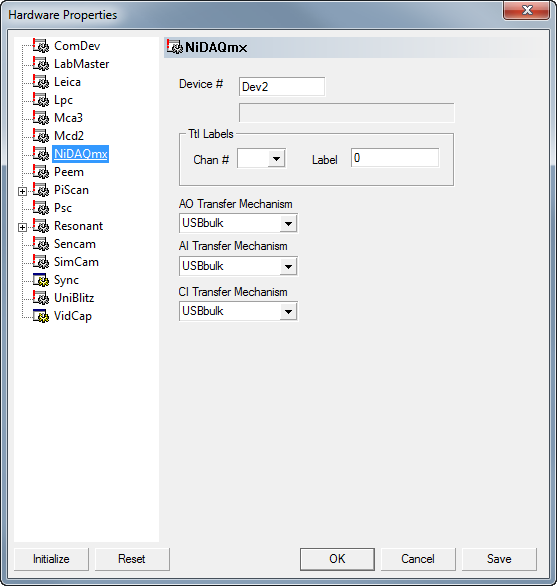 Hardware Properties
ComDev
LabMaster
Leica
Lpc
Mca3
Mcd2
NiDAQmx
Peem
PiScan
Psc
Resonant
Sencam
SimCam
Sync
UniBlitz
VidCap
NiDAQmx
Device # Dev2
Ttl Labels
Chan # Label 0
AO Transfer Mechanism
USBbulk
AI Transfer Mechanism
USBbulk
CI Transfer Mechanism
USBbulk
Initialize Reset OK Cancel Save